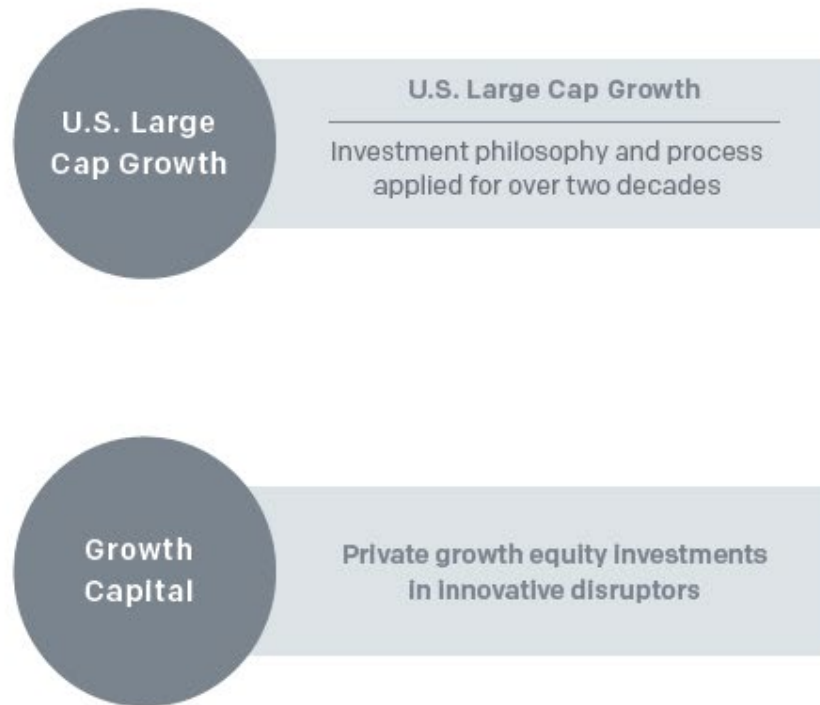 U.S. Large
Cap Growth
U.S. Large Cap Growth
Investment philosophy and process
applied for over two decades
Growth
Capital
Private growth equity investments
in innovative disruptors